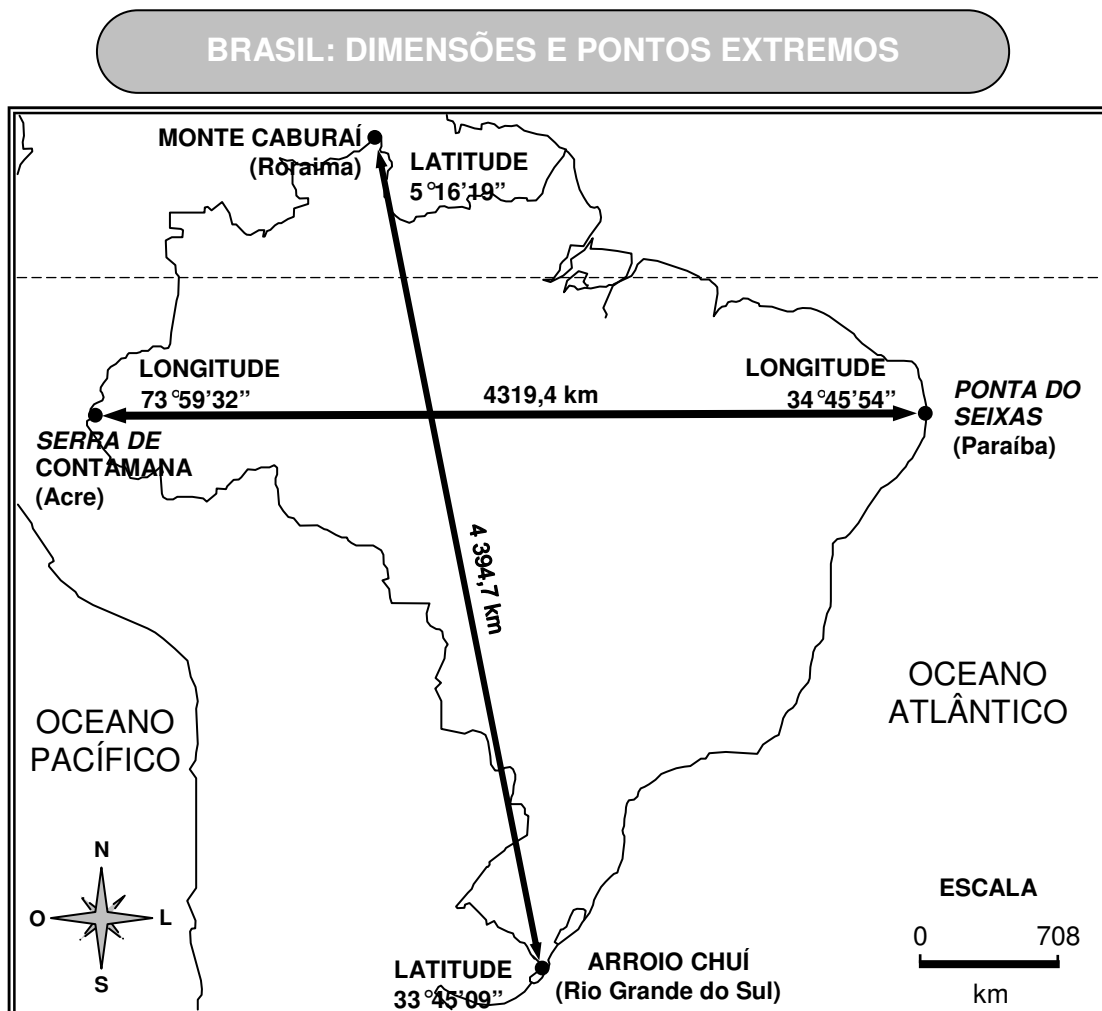 BRASIL: DIMENSÕES E PONTOS EXTREMOS
MONTE CABURAÍ
(Roraima)
LATITUDE
5°16’19”
LONGITUDE
73°59’32”
4319,4 km
LONGITUDE
34°45’54”
PONTA DO
SEIXAS
(Paraíba)
SERRA DE
CONTAMANA
(Acre)
4 394,7 km
OCEANO
PACÍFICO
OCEANO
ATLÂNTICO
N
O
L
S
ESCALA
0
708
km
LATITUDE
33°45’09”
ARROIO CHUÍ
(Rio Grande do Sul)